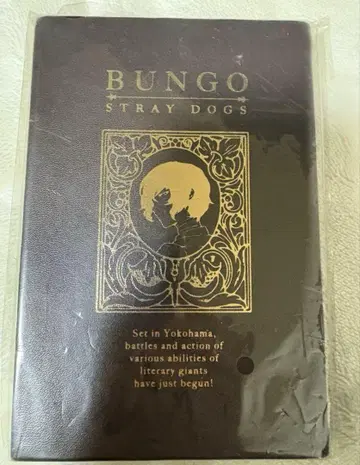 BUNGO
STRAY DOGS
Set in Yokohama,
battles and action of
various abilities of
literary giants
have just begun!